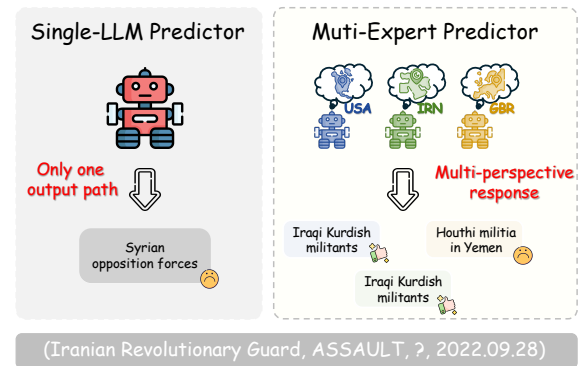 Single-LLM Predictor
Only one
output path
Syrian
opposition forces
Muti-Expert Predictor
USA
IRN
GBR
Multi-perspective
response
Iraqi Kurdish
militants
Houthi militia
in Yemen
Iraqi Kurdish
militants
(Iranian Revolutionary Guard, ASSAULT, ?, 2022.09.28)